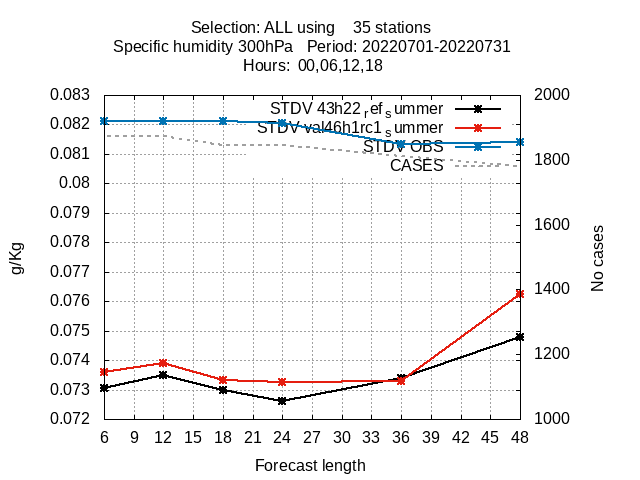 Selection: ALL using 35 stations
Specific humidity 300hPa Period: 20220701-20220731
Hours: 00,06,12,18
0.083
0.082
0.081
0.08
0.079
0.078
0.077
0.076
0.075
0.074
0.073
0.072
g/Kg
STDV 43h22ref summer
STDV val46h1rc1summer
STDV OBS
CASES
2000
1800
1600
1400
1200
1000
No cases
6 9 12 15 18 21 24 27 30 33 36 39 42 45 48
Forecast length